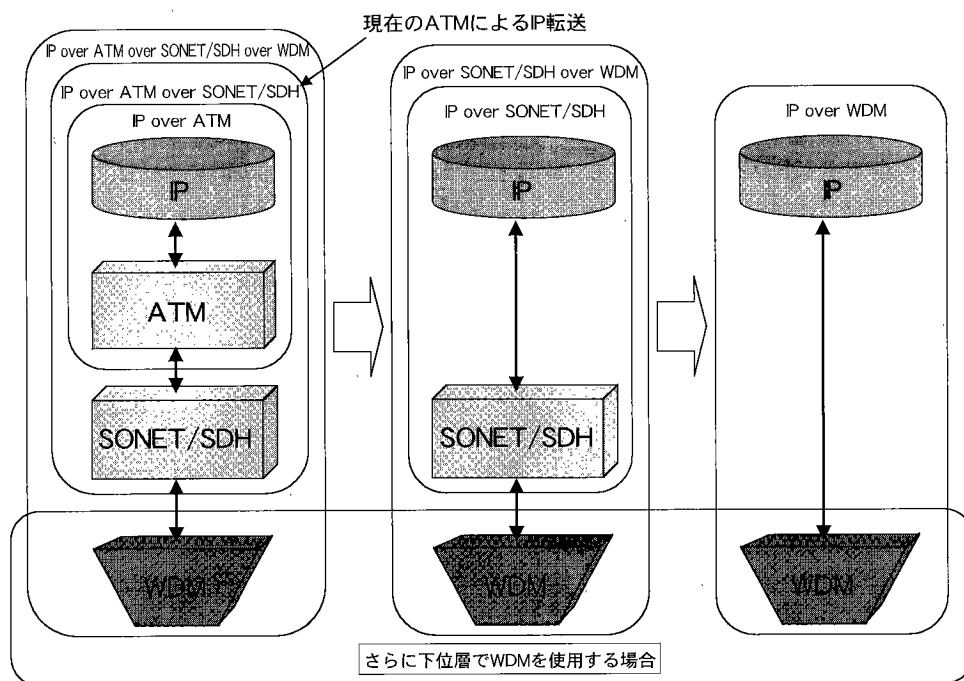 現在のATMによるIP転送
IP over ATM over SONET/SDH over WDM
IP over ATM over SONET/SDH
IP over ATM
IP
ATM
SONET/SDH
WDM
IP over SONET/SDH over WDM
IP over SONET/SDH
IP
SONET/SDH
WDM
IP over WDM
IP
WDM
さらに下位層でWDMを使用する場合